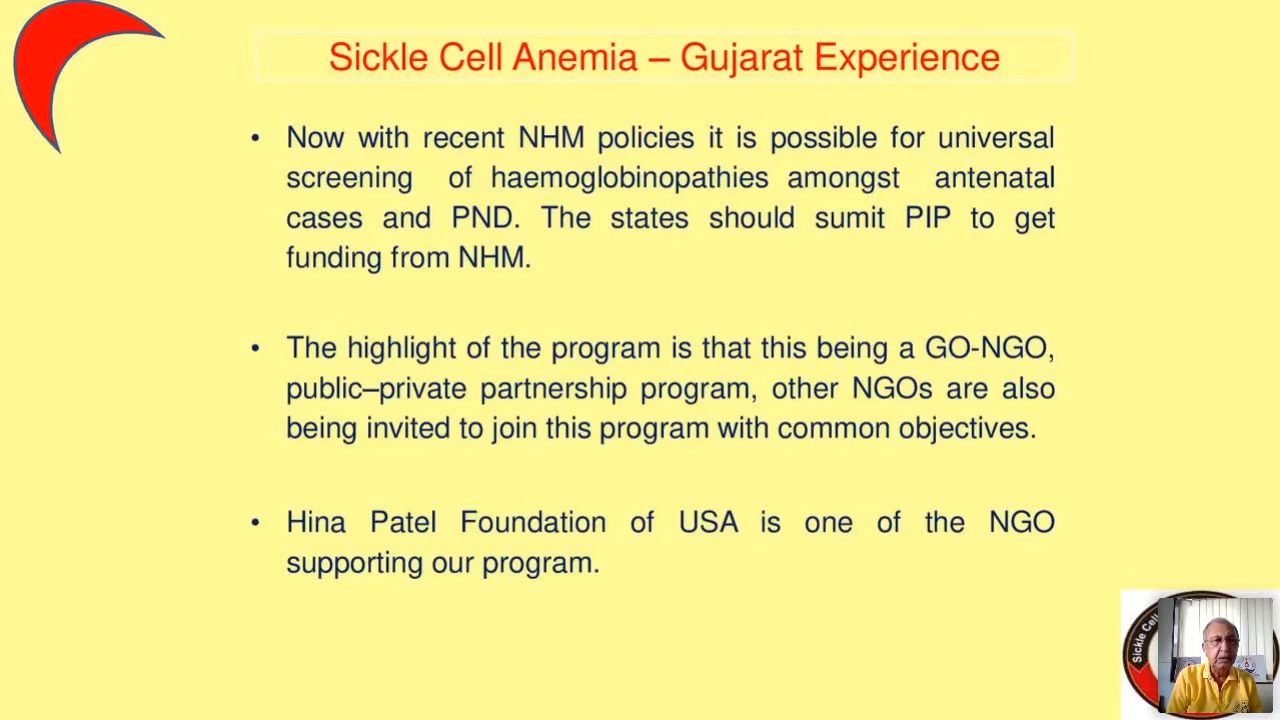 Sickle Cell Anemia – Gujarat Experience
• Now with recent NHM policies it is possible for universal
screening of haemoglobinopathies amongst antenatal
cases and PND. The states should sumit PIP to get
funding from NHM.
• The highlight of the program is that this being a GO-NGO,
public–private partnership program, other NGOs are also
being invited to join this program with common objectives.
• Hina Patel Foundation of USA is one of the NGO
supporting our program.
Sickle Cell